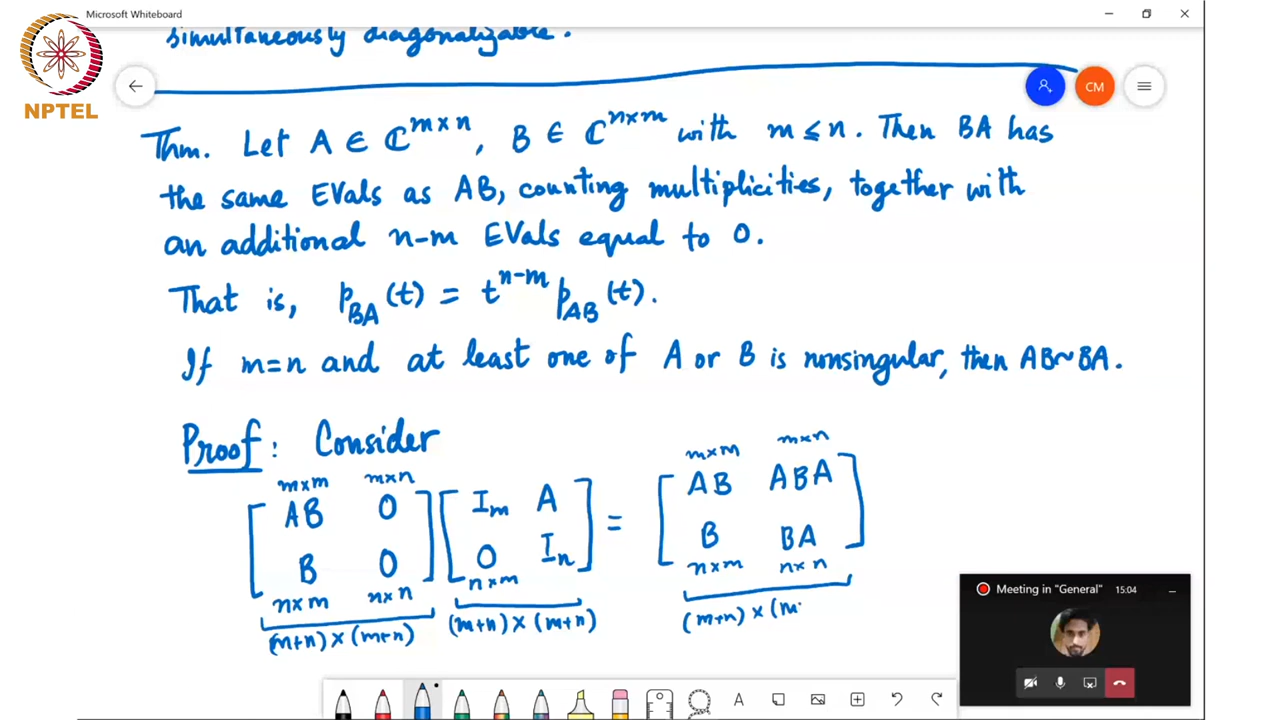 Microsoft Whiteboard
simultaneously diagonalizable.
NPTEL
CM
Thm. Let A ∈ ℂ^{m×n}, B ∈ ℂ^{n×m} with m ≤ n. Then BA has
the same EVals as AB, counting multiplicities, together with
an additional n-m EVals equal to 0.
That is, p_{BA}(t) = t^{n-m} p_{AB}(t).
If m=n and at least one of A or B is nonsingular, then AB~BA.
Proof: Consider
m×m m×n m×m m×n
[ AB 0 ] [ I_m A ] = [ AB ABA ]
[ B 0 ] [ 0 I_n ] [ B BA ]
n×m n×n n×m n×m n×n
(m+n)×(m+n) (m+n)×(m+n) (m+n)×(m
Meeting in "General" 15:04
A